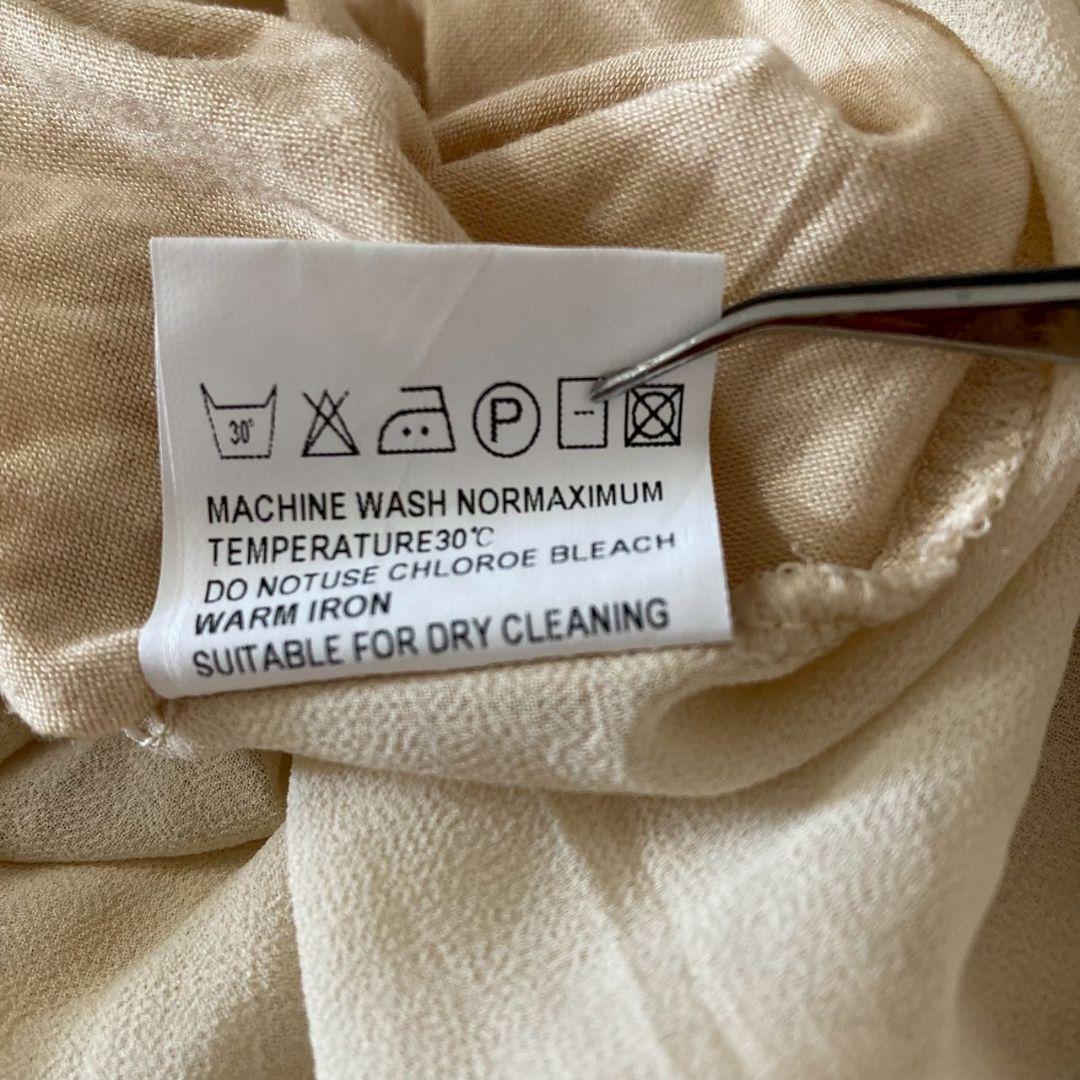 30°
P
MACHINE WASH NORMAXIMUM
TEMPERATURE30℃
DO NOTUSE CHLOROE BLEACH
WARM IRON
SUITABLE FOR DRY CLEANING